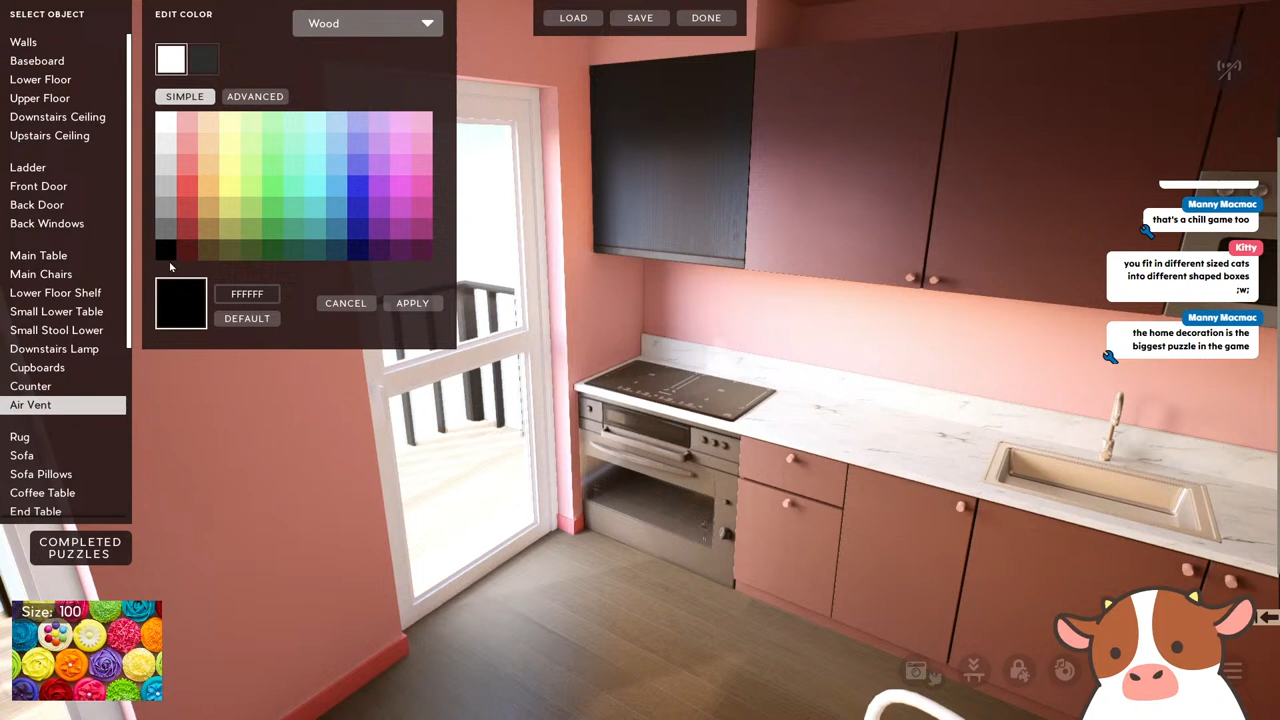 SELECT OBJECT
Walls
Baseboard
Lower Floor
Upper Floor
Downstairs Ceiling
Upstairs Ceiling
Ladder
Front Door
Back Door
Back Windows
Main Table
Main Chairs
Lower Floor Shelf
Small Lower Table
Small Stool Lower
Downstairs Lamp
Cupboards
Counter
Air Vent
Rug
Sofa
Sofa Pillows
Coffee Table
End Table
COMPLETED
PUZZLES
Size: 100
EDIT COLOR
Wood
SIMPLE
ADVANCED
FFFFFF
DEFAULT
CANCEL
APPLY
LOAD
SAVE
DONE
Manny Macmac
that's a chill game too
Kitty
you fit in different sized cats
into different shaped boxes
;w;
Manny Macmac
the home decoration is the
biggest puzzle in the game